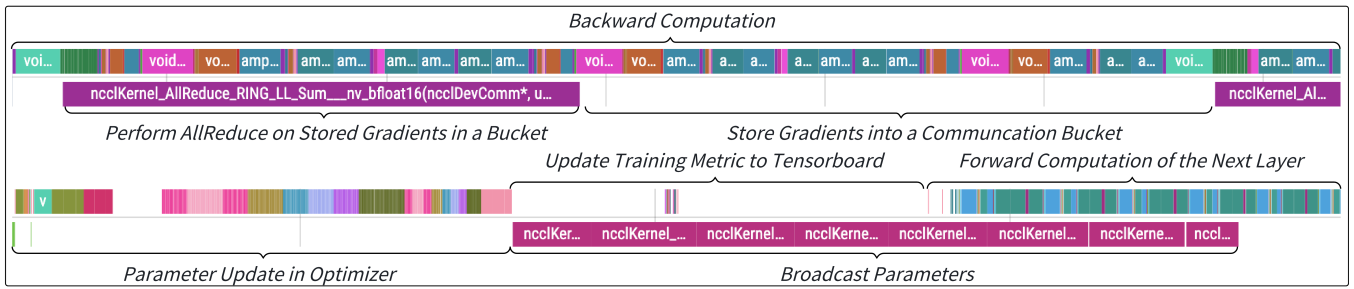 Backward Computation
voi... void... vo... amp... am... am... am... am... am... am... voi... vo... am... a... a... a... a... am... voi... vo... am... a... a... voi... am... am...
ncclKernel_AllReduce_RING_LL_Sum___nv_bfloat16(ncclDevComm*, u... ncclKernel_Al...
Perform AllReduce on Stored Gradients in a Bucket Store Gradients into a Communcation Bucket
Update Training Metric to Tensorboard Forward Computation of the Next Layer
v
ncclKer... ncclKernel_... ncclKernel... ncclKerne... ncclKernel... ncclKernel... ncclKerne... nccl...
Parameter Update in Optimizer Broadcast Parameters